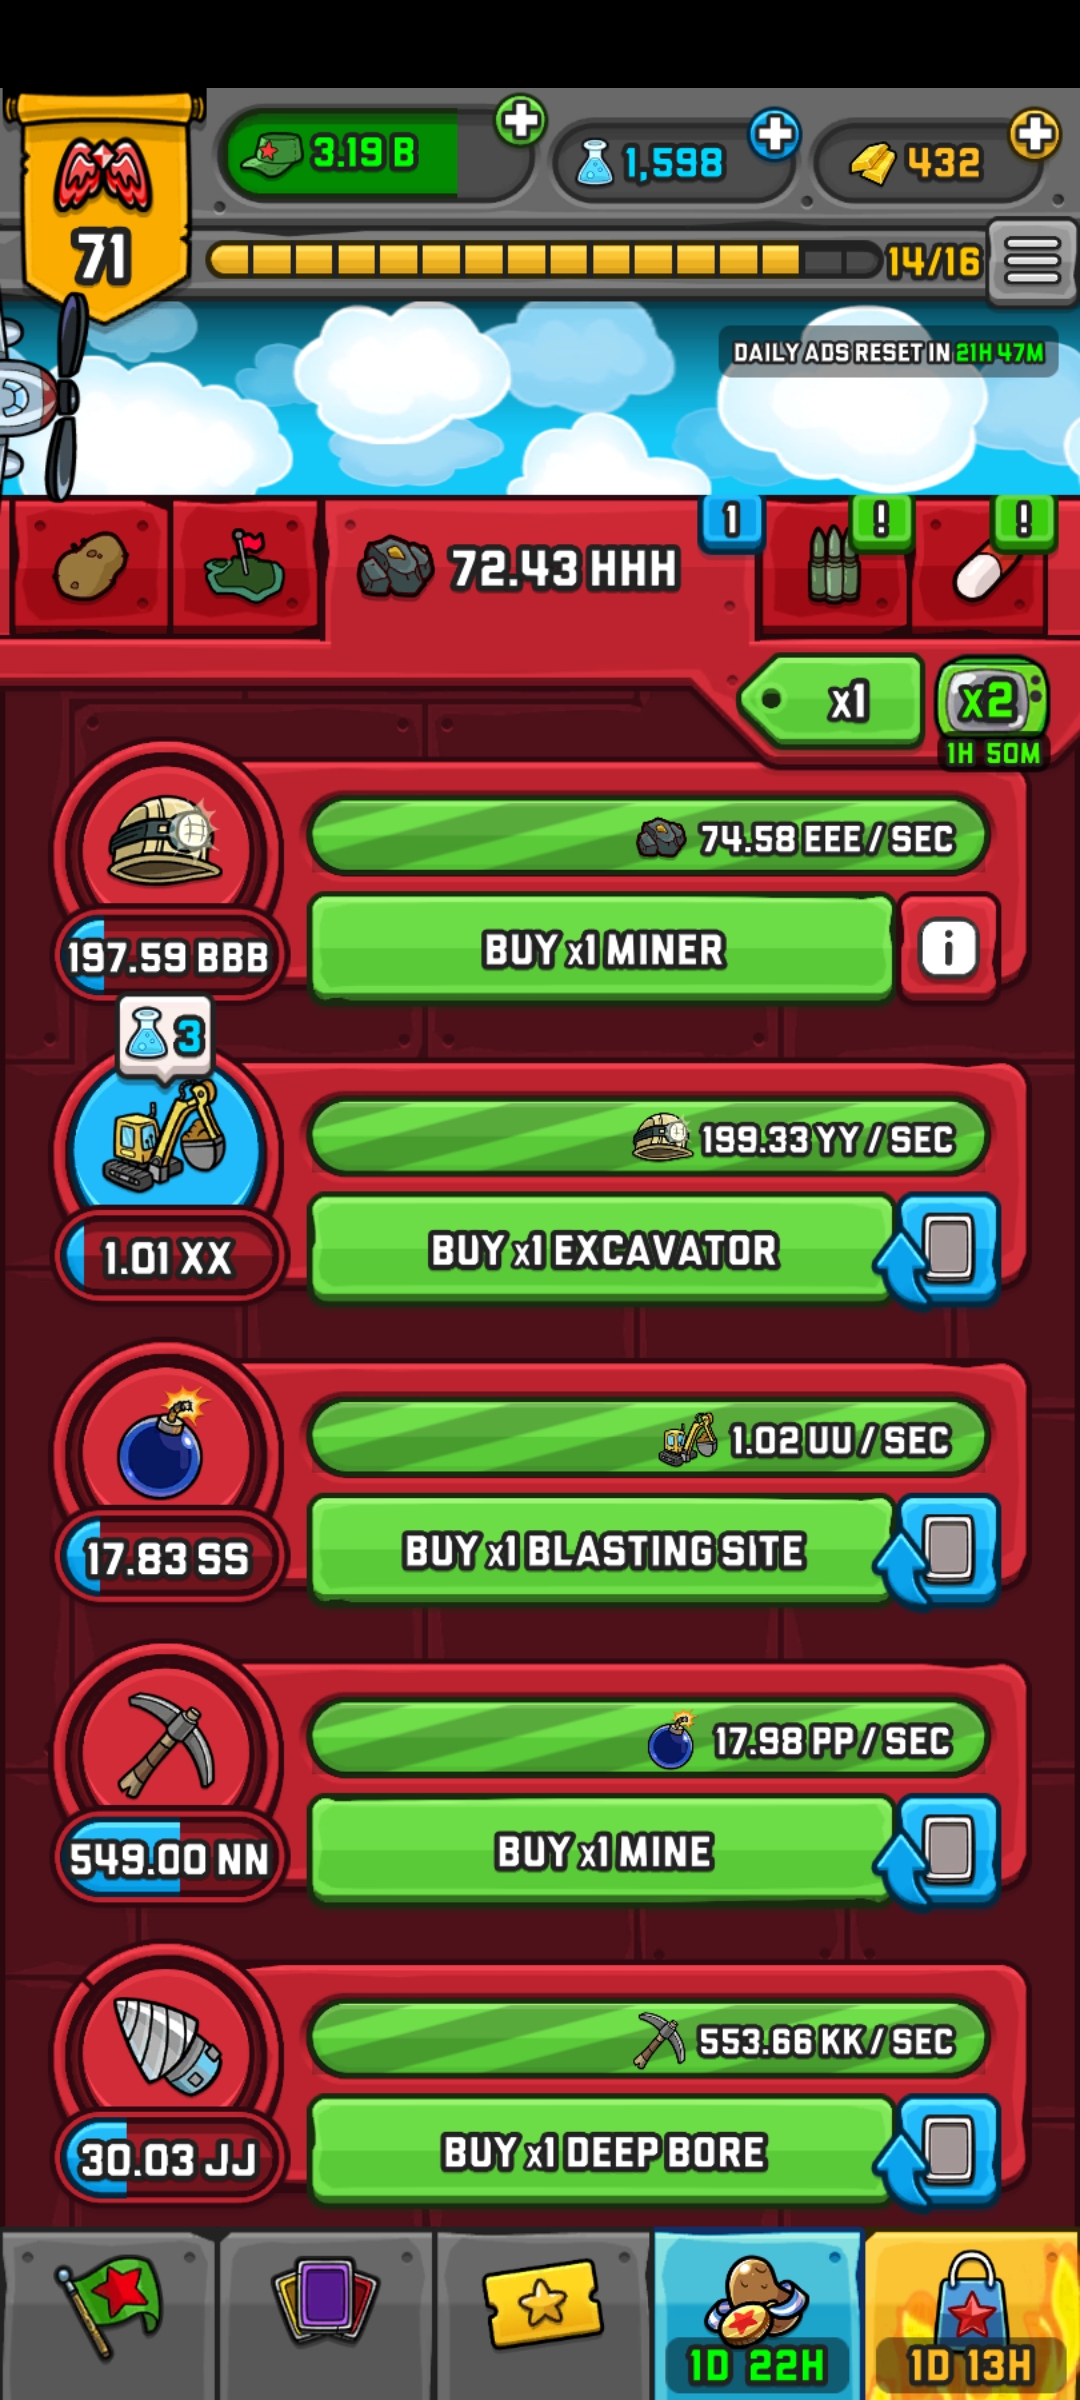 3.19 B
1,598
432
71
14/16
DAILY ADS RESET IN 21H 47M
72.43 HHH
1
!
!
x1
x2
1H 50M
74.58 EEE / SEC
BUY x1 MINER
i
197.59 BBB
3
199.33 YY / SEC
BUY x1 EXCAVATOR
1.01 XX
1.02 UU / SEC
BUY x1 BLASTING SITE
17.83 SS
17.98 PP / SEC
BUY x1 MINE
549.00 NN
553.66 KK / SEC
BUY x1 DEEP BORE
30.03 JJ
1D 22H
1D 13H